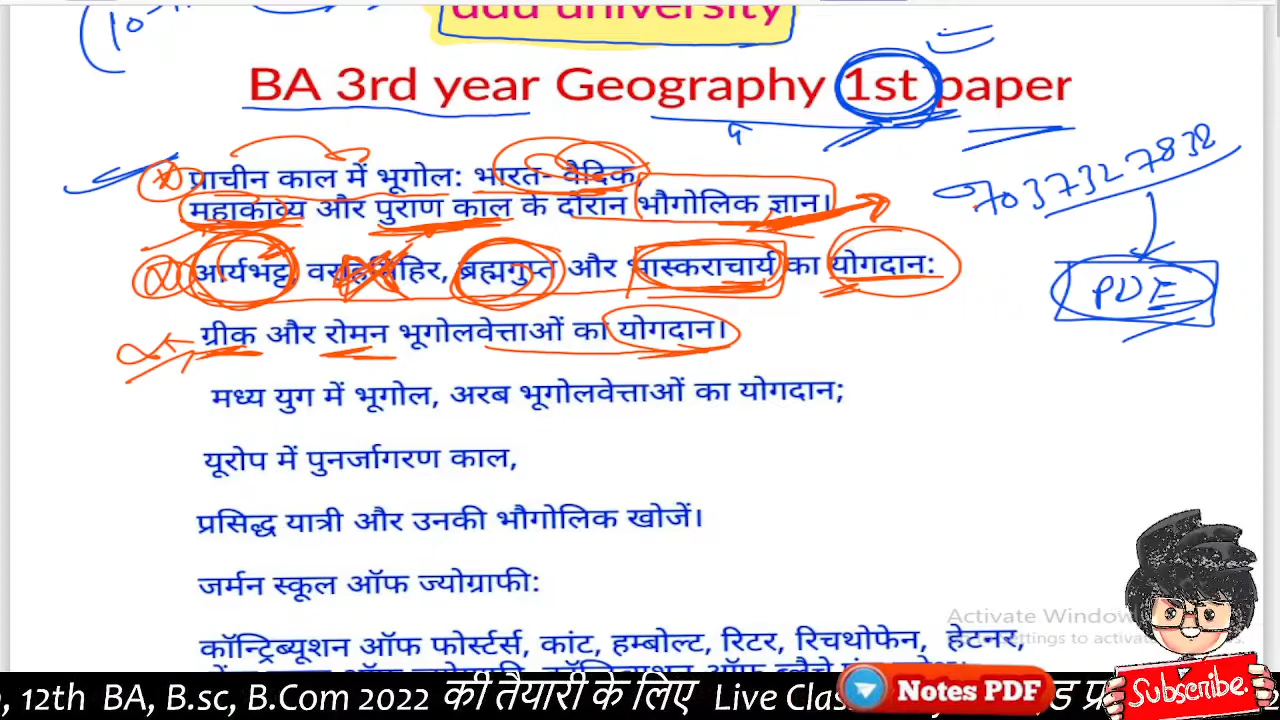 ddd university
BA 3rd year Geography 1st paper
प्राचीन काल में भूगोल: भारत- वैदिक,
महाकाव्य और पुराण काल के दौरान भौगोलिक ज्ञान।
7037327832
आर्यभट्ट, वराहमिहिर, ब्रह्मगुप्त और भास्कराचार्य का योगदान:
PDF
ग्रीक और रोमन भूगोलवेत्ताओं का योगदान।
मध्य युग में भूगोल, अरब भूगोलवेत्ताओं का योगदान;
यूरोप में पुनर्जागरण काल,
प्रसिद्ध यात्री और उनकी भौगोलिक खोजें।
जर्मन स्कूल ऑफ ज्योग्राफी:
Activate Window
कॉन्ट्रिब्यूशन ऑफ फोर्स्टर्स, कांट, हम्बोल्ट, रिटर, रिचथोफेन, हेटनर,
12th BA, B.sc, B.Com 2022 की तैयारी के लिए Live Clas
Notes PDF
Subscribe.